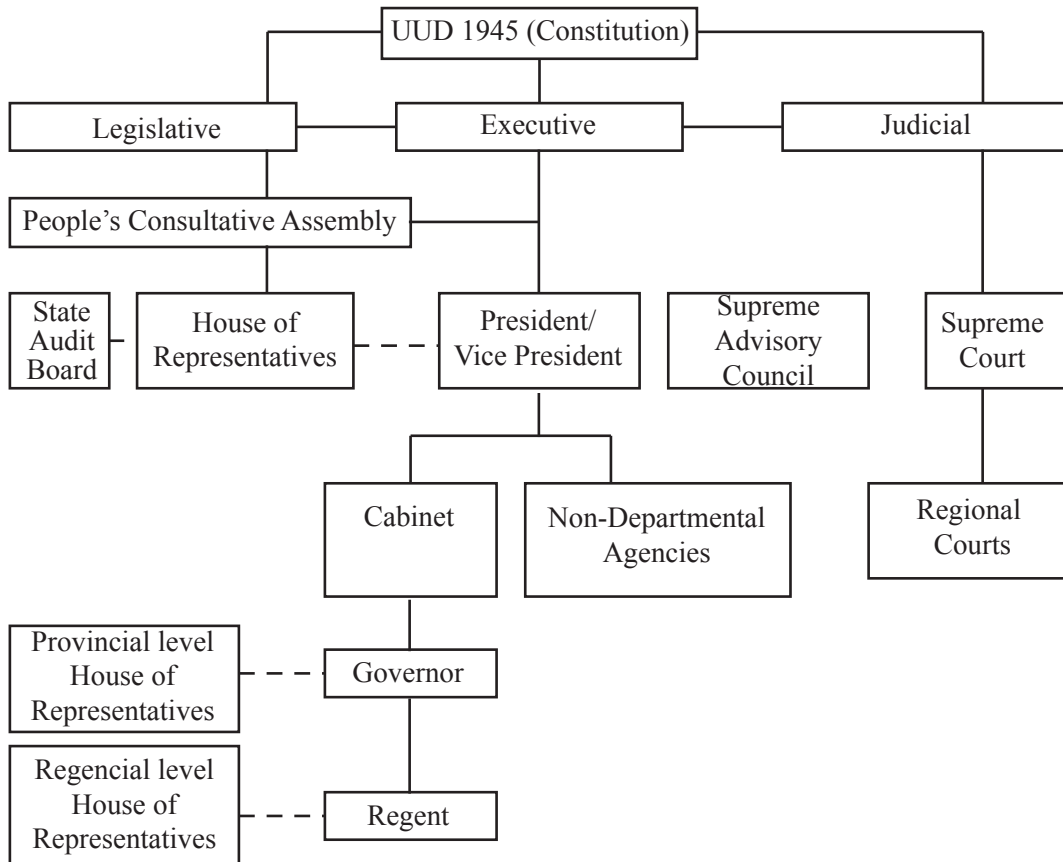 UUD 1945 (Constitution)
Legislative
Executive
Judicial
People’s Consultative Assembly
State
Audit
Board
House of
Representatives
President/
Vice President
Supreme
Advisory
Council
Supreme
Court
Cabinet
Non-Departmental
Agencies
Regional
Courts
Provincial level
House of
Representatives
Governor
Regencial level
House of
Representatives
Regent